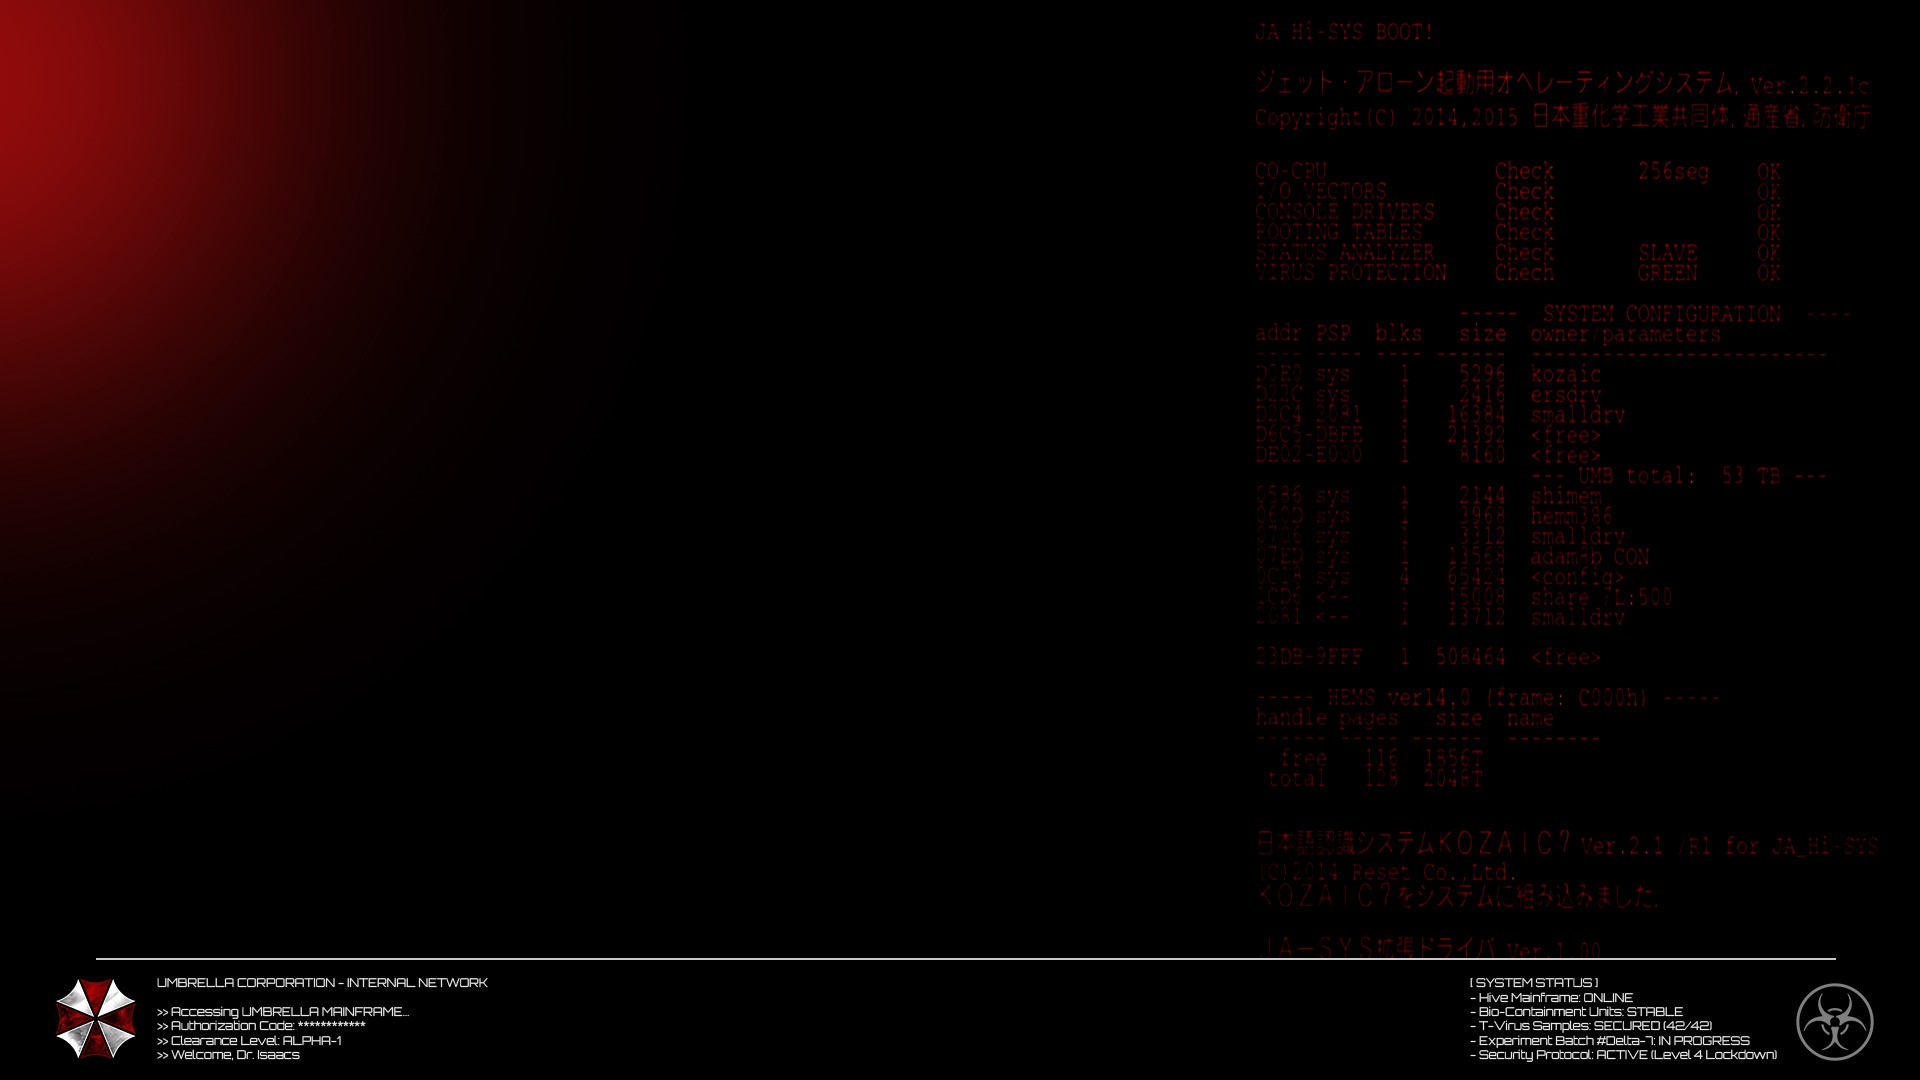 JA Hi-SYS BOOT!
ジェット・アローン起動用オペレーティングシステム, Ver.2.2.1c
Copyright(C) 2014,2015 日本重化学工業共同体, 通産省, 防衛庁
CO-CPU Check 256seg OK
I/O VECTORS Check OK
CONSOLE DRIVERS Check OK
ROOTING TABLES Check OK
STATUS ANALYZER Check SLAVE OK
VIRUS PROTECTION Chech GREEN OK
----- SYSTEM CONFIGURATION ----
addr PSP blks size owner/parameters
---- ---- ---- ------ -------------------------
sys 1 5296 kozaic
D22C sys 1 2416 ersdrv
D2C4 2081 1 16384 smalldrv
D6C5-DBFE 1 21392 <free>
DE02-E000 1 8160 <free>
--- UMB total: 53 TB ---
0586 sys 1 2144 shimem
060D sys 1 3968 hemm386
0706 sys 1 3312 smalldrv
07ED sys 1 13568 adam8b CON
0C18 sys 4 65424 <config>
1CD6 <-- 1 15008 share /L:500
2081 <-- 1 13712 smalldrv
23DB-9FFF 1 508464 <free>
----- HEMS ver14.0 (frame: C000h) -----
handle pages size name
------ ----- ------ --------
free 116 1856T
total 128 2048T
日本語認識システムKOZAIC7 Ver.2.1 /R1 for JA_Hi-SYS
(C)2014 Reset Co.,Ltd.
KOZAIC7をシステムに組み込みました.
JA-SYS拡張ドライバ Ver.1.00
UMBRELLA CORPORATION - INTERNAL NETWORK
>> Accessing UMBRELLA MAINFRAME...
>> Authorization Code: ************
>> Clearance Level: ALPHA-1
>> Welcome, Dr. Isaacs
[ SYSTEM STATUS ]
- Hive Mainframe: ONLINE
- Bio-Containment Units: STABLE
- T-Virus Samples: SECURED (42/42)
- Experiment Batch #Delta-7: IN PROGRESS
- Security Protocol: ACTIVE (Level 4 Lockdown)